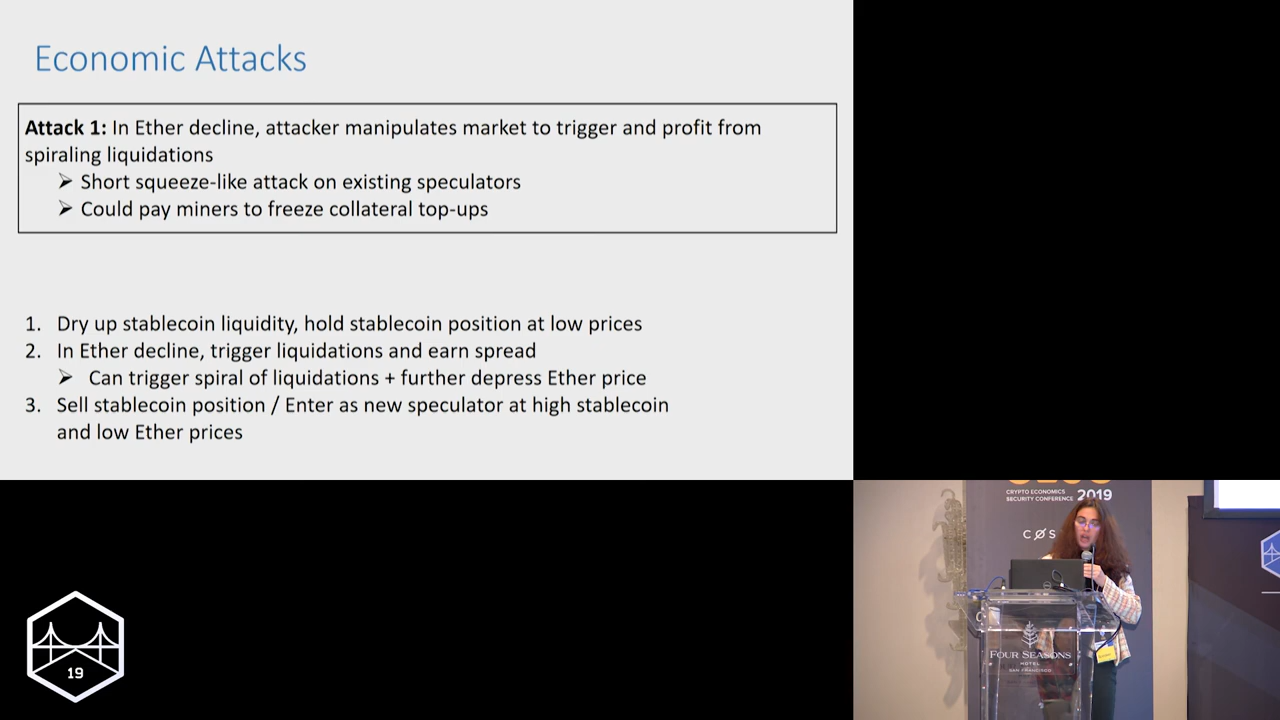 Economic Attacks
Attack 1: In Ether decline, attacker manipulates market to trigger and profit from
spiraling liquidations
➢ Short squeeze-like attack on existing speculators
➢ Could pay miners to freeze collateral top-ups
1. Dry up stablecoin liquidity, hold stablecoin position at low prices
2. In Ether decline, trigger liquidations and earn spread
➢ Can trigger spiral of liquidations + further depress Ether price
3. Sell stablecoin position / Enter as new speculator at high stablecoin
and low Ether prices
CRYPTO ECONOMICS
SECURITY CONFERENCE 2019
FOUR SEASONS
HOTEL
SAN FRANCISCO
19